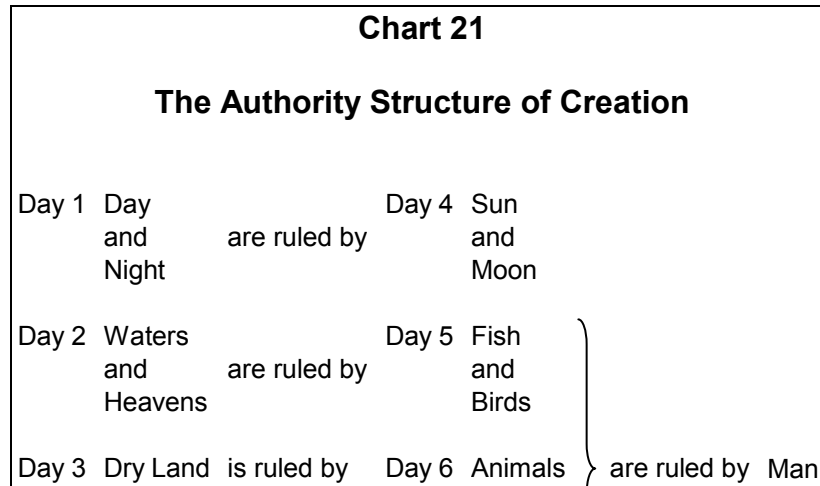 Chart 21
The Authority Structure of Creation
Day 1 Day Day 4 Sun
and are ruled by and
Night Moon
Day 2 Waters Day 5 Fish
and are ruled by and
Heavens Birds
Day 3 Dry Land is ruled by Day 6 Animals are ruled by Man